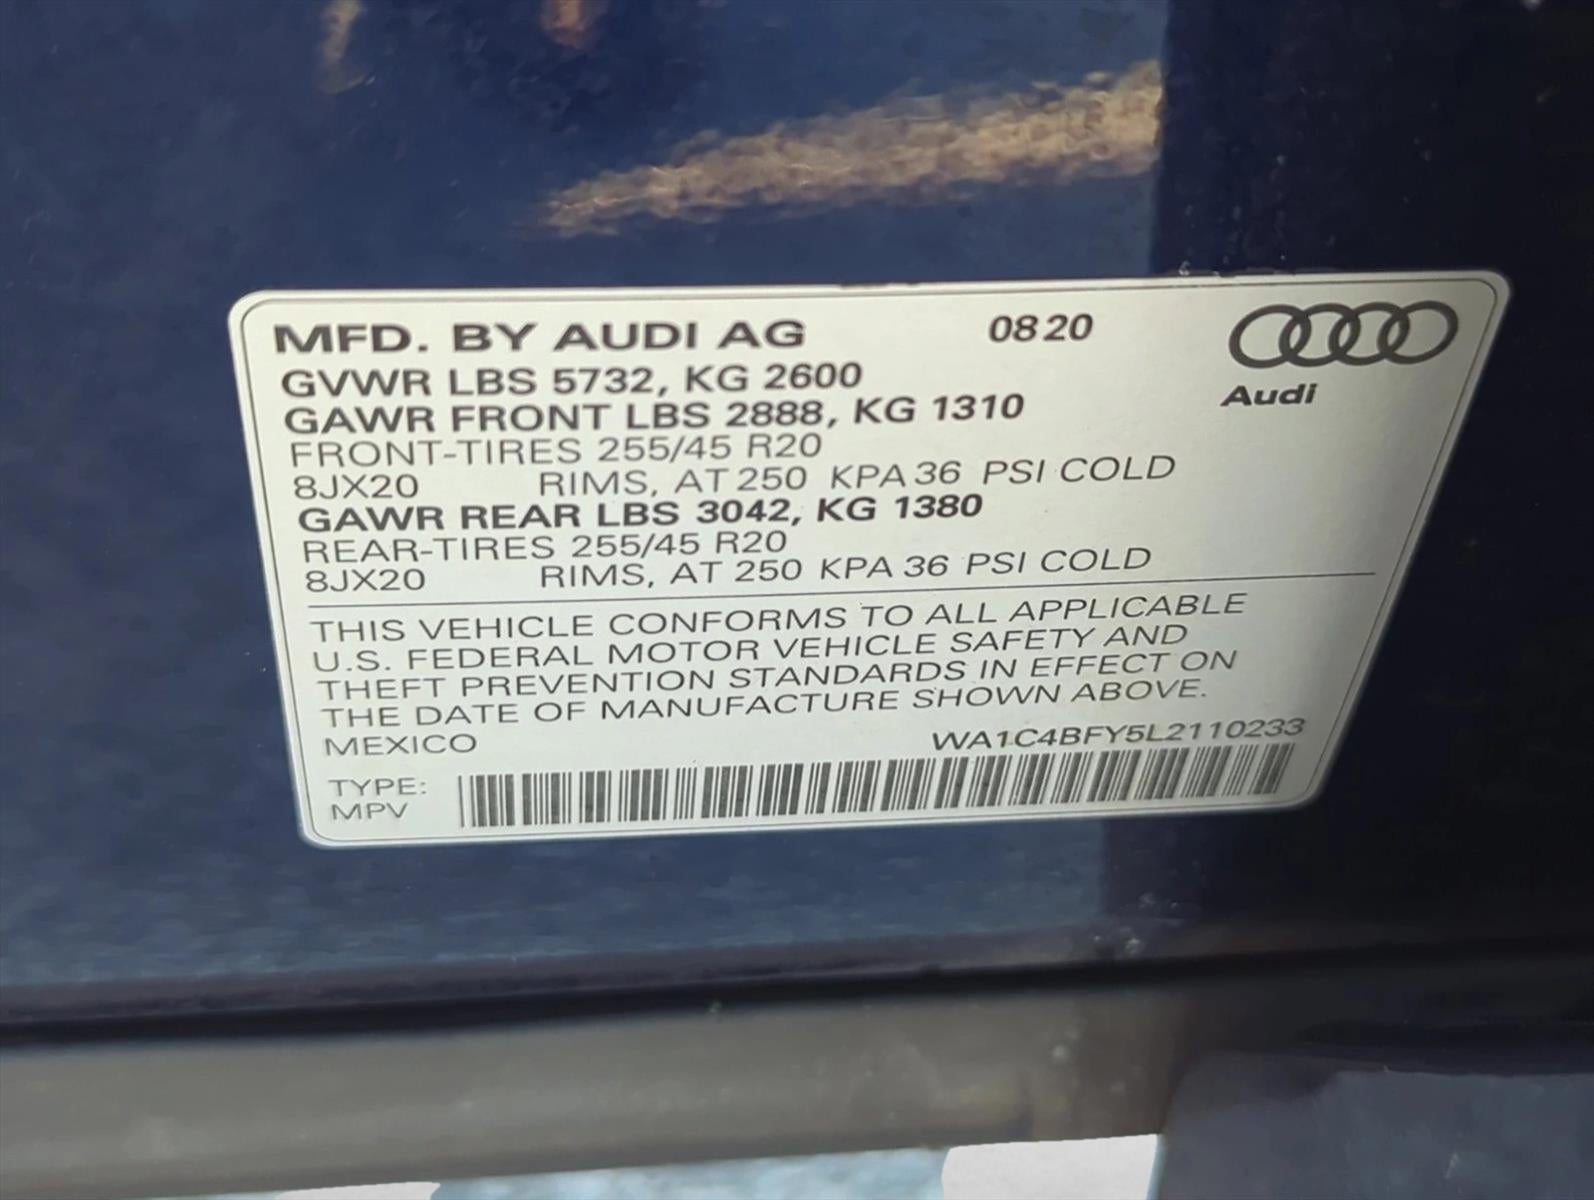 MFD. BY AUDI AG 08 20
Audi
GVWR LBS 5732, KG 2600
GAWR FRONT LBS 2888, KG 1310
FRONT-TIRES 255/45 R20
8JX20 RIMS, AT 250 KPA 36 PSI COLD
GAWR REAR LBS 3042, KG 1380
REAR-TIRES 255/45 R20
8JX20 RIMS, AT 250 KPA 36 PSI COLD
THIS VEHICLE CONFORMS TO ALL APPLICABLE
U.S. FEDERAL MOTOR VEHICLE SAFETY AND
THEFT PREVENTION STANDARDS IN EFFECT ON
THE DATE OF MANUFACTURE SHOWN ABOVE.
MEXICO WA1C4BFY5L2110233
TYPE:
MPV